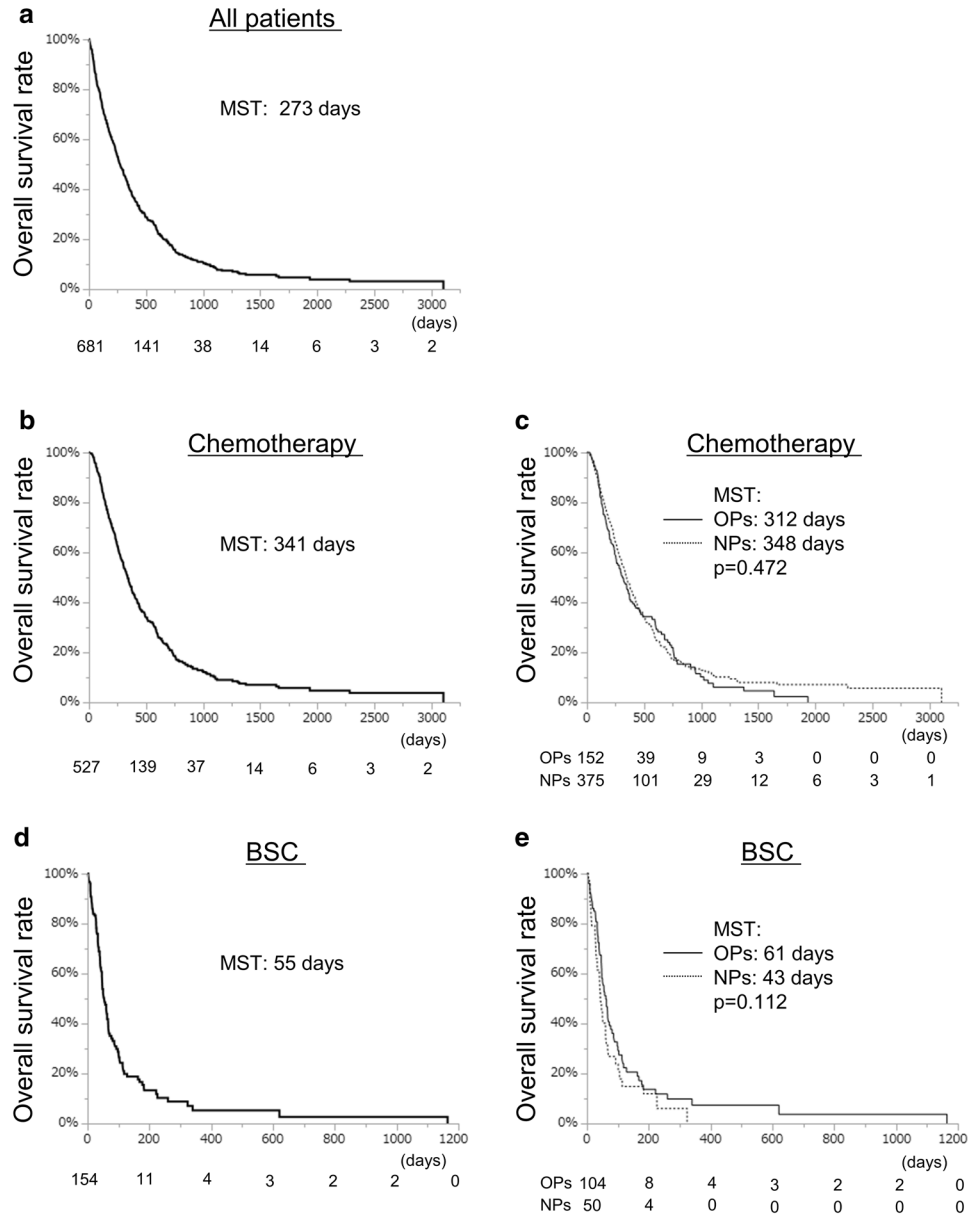 a
All patients
Overall survival rate
100%
80%
60%
40%
20%
0%
MST: 273 days
0 500 1000 1500 2000 2500 3000
(days)
681 141 38 14 6 3 2
b
Chemotherapy
Overall survival rate
100%
80%
60%
40%
20%
0%
MST: 341 days
0 500 1000 1500 2000 2500 3000
(days)
527 139 37 14 6 3 2
c
Chemotherapy
Overall survival rate
100%
80%
60%
40%
20%
0%
MST:
OPs: 312 days
NPs: 348 days
p=0.472
0 500 1000 1500 2000 2500 3000
(days)
OPs 152 39 9 3 0 0 0
NPs 375 101 29 12 6 3 1
d
BSC
Overall survival rate
100%
80%
60%
40%
20%
0%
MST: 55 days
0 200 400 600 800 1000 1200
(days)
154 11 4 3 2 2 0
e
BSC
Overall survival rate
100%
80%
60%
40%
20%
0%
MST:
OPs: 61 days
NPs: 43 days
p=0.112
0 200 400 600 800 1000 1200
(days)
OPs 104 8 4 3 2 2 0
NPs 50 4 0 0 0 0 0